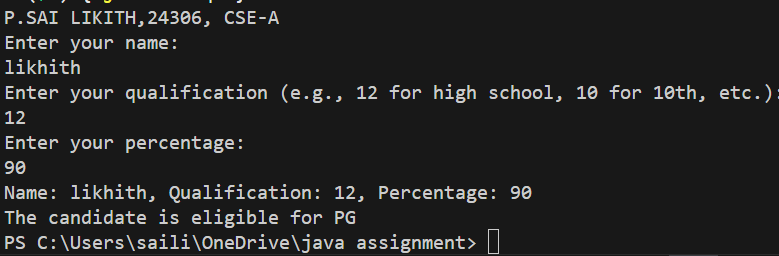 P.SAI LIKITH,24306, CSE-A
Enter your name:
likhith
Enter your qualification (e.g., 12 for high school, 10 for 10th, etc.):
12
Enter your percentage:
90
Name: likhith, Qualification: 12, Percentage: 90
The candidate is eligible for PG
PS C:\Users\saili\OneDrive\java assignment>